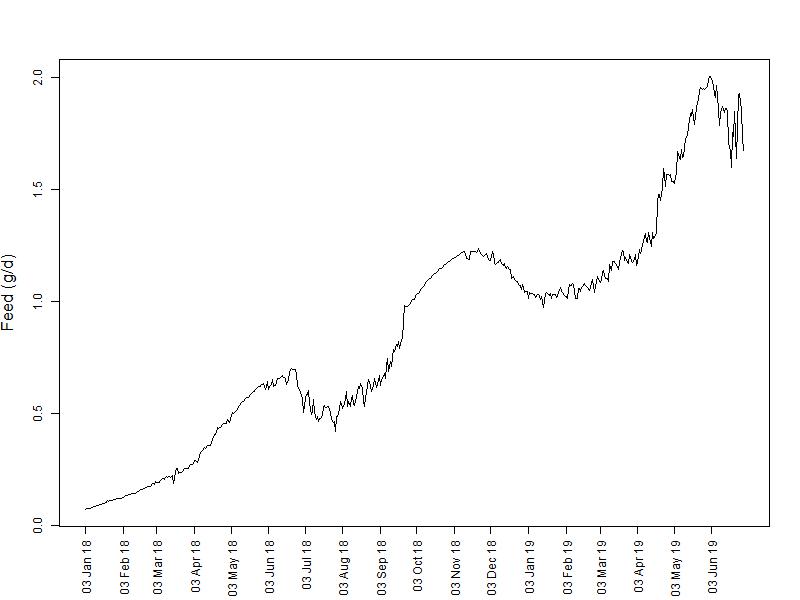 Feed (g/d)
2.0
1.5
1.0
0.5
0.0
03 Jan 18
03 Feb 18
03 Mar 18
03 Apr 18
03 May 18
03 Jun 18
03 Jul 18
03 Aug 18
03 Sep 18
03 Oct 18
03 Nov 18
03 Dec 18
03 Jan 19
03 Feb 19
03 Mar 19
03 Apr 19
03 May 19
03 Jun 19